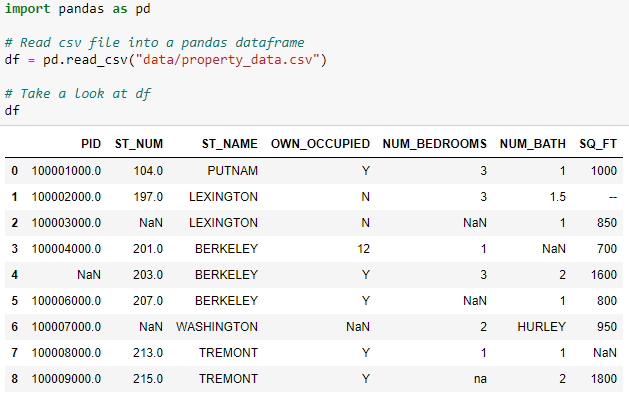 import pandas as pd
# Read csv file into a pandas dataframe
df = pd.read_csv("data/property_data.csv")
# Take a look at df
df
PID ST_NUM ST_NAME OWN_OCCUPIED NUM_BEDROOMS NUM_BATH SQ_FT
0 100001000.0 104.0 PUTNAM Y 3 1 1000
1 100002000.0 197.0 LEXINGTON N 3 1.5 --
2 100003000.0 NaN LEXINGTON N NaN 1 850
3 100004000.0 201.0 BERKELEY 12 1 NaN 700
4 NaN 203.0 BERKELEY Y 3 2 1600
5 100006000.0 207.0 BERKELEY Y NaN 1 800
6 100007000.0 NaN WASHINGTON NaN 2 HURLEY 950
7 100008000.0 213.0 TREMONT Y 1 1 NaN
8 100009000.0 215.0 TREMONT Y na 2 1800